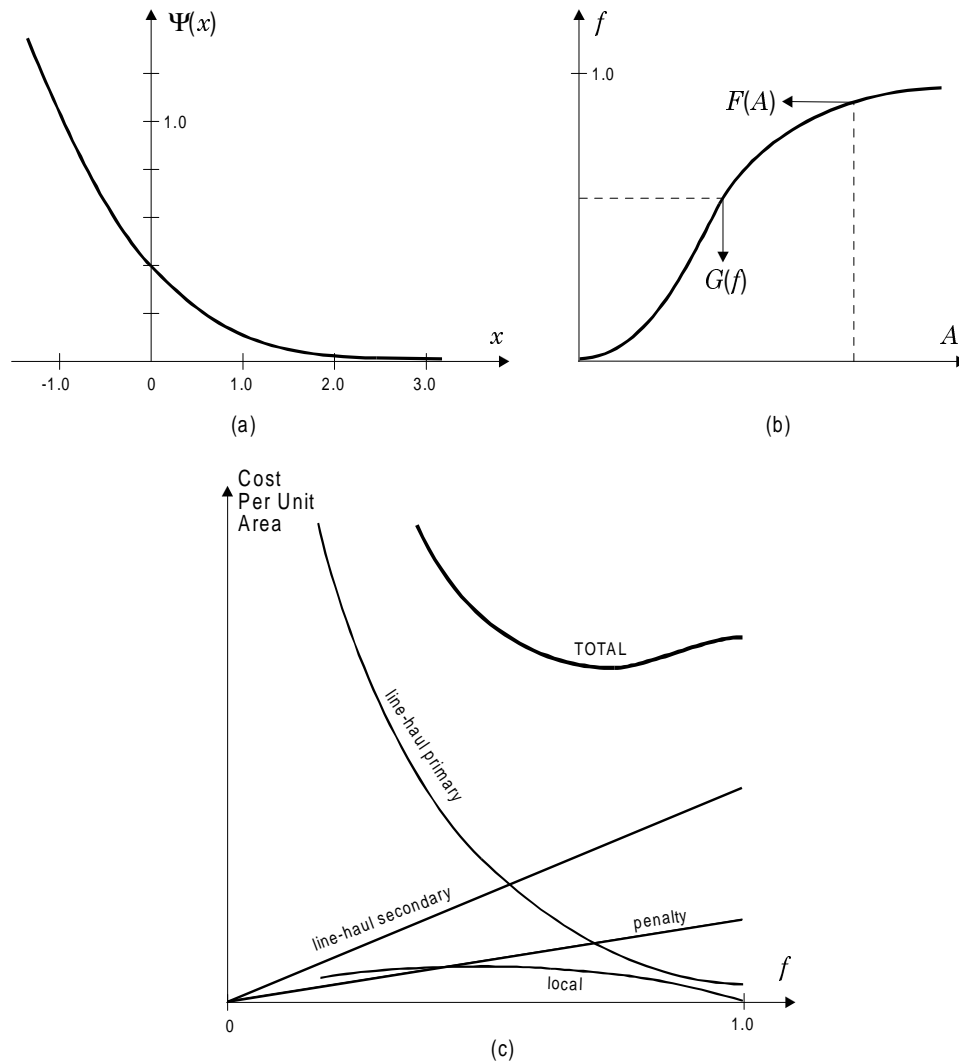 Ψ(x)
1.0
x
-1.0 0 1.0 2.0 3.0
(a)
f
1.0
F(A)
G(f)
A
(b)
Cost
Per Unit
Area
TOTAL
line-haul primary
line-haul secondary
penalty
local
f
0 1.0
(c)